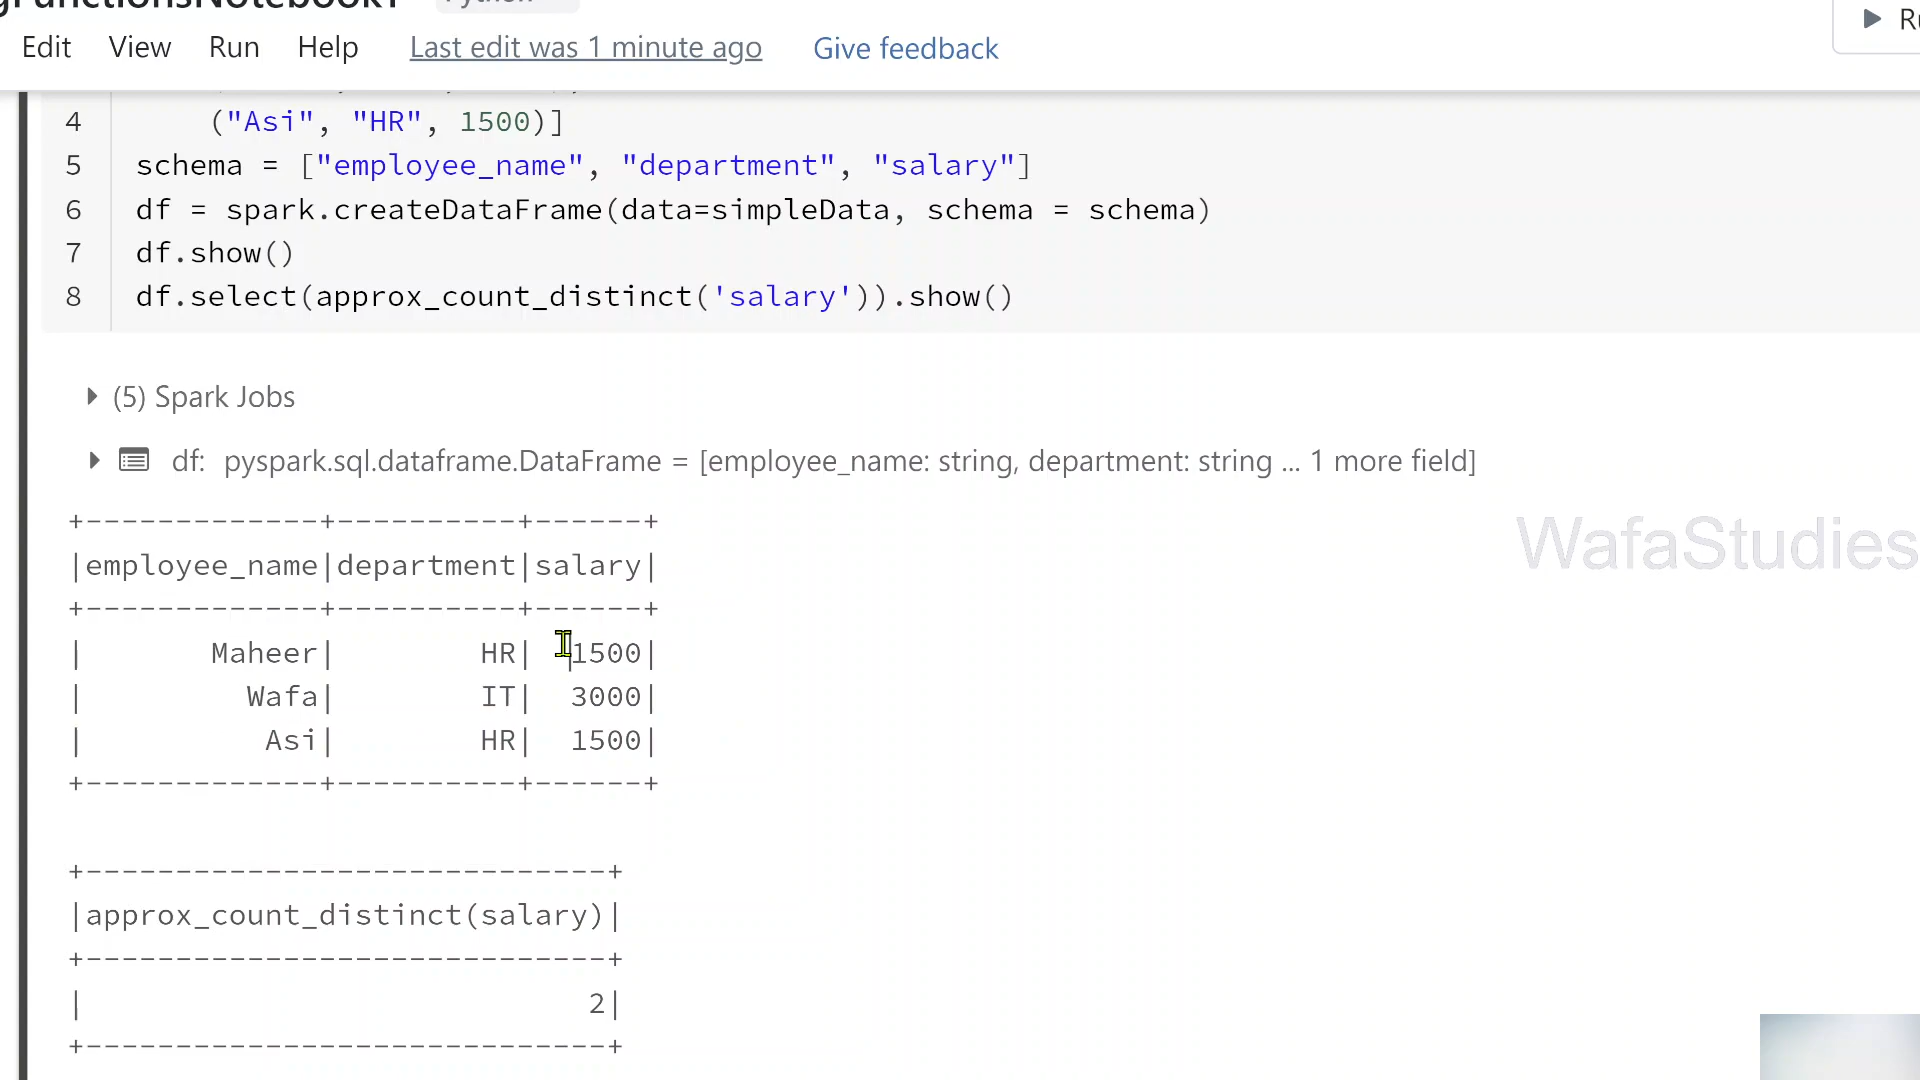 Edit View Run Help Last edit was 1 minute ago Give feedback
4 ("Asi", "HR", 1500)]
5 schema = ["employee_name", "department", "salary"]
6 df = spark.createDataFrame(data=simpleData, schema = schema)
7 df.show()
8 df.select(approx_count_distinct('salary')).show()
(5) Spark Jobs
df: pyspark.sql.dataframe.DataFrame = [employee_name: string, department: string ... 1 more field]
+-------------+----------+------+
|employee_name|department|salary|
+-------------+----------+------+
|       Maheer|        HR|  1500|
|         Wafa|        IT|  3000|
|          Asi|        HR|  1500|
+-------------+----------+------+
WafaStudies
+-----------------------------+
|approx_count_distinct(salary)|
+-----------------------------+
|                            2|
+-----------------------------+